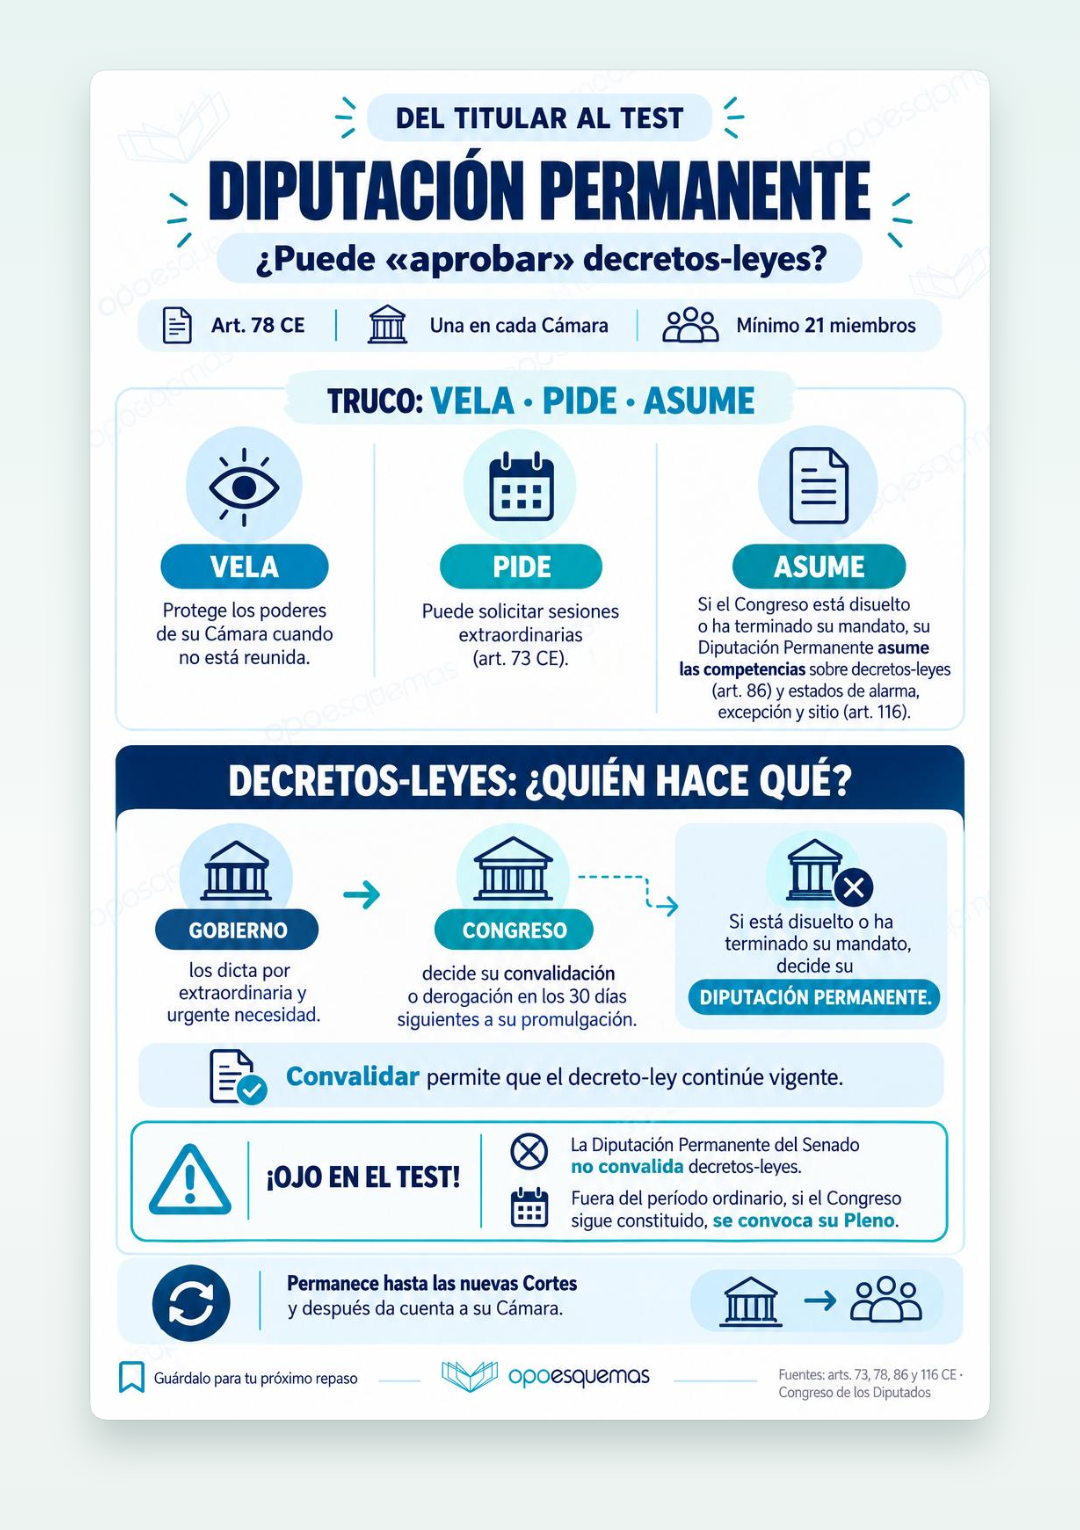 DEL TITULAR AL TEST
DIPUTACIÓN PERMANENTE
¿Puede «aprobar» decretos-leyes?
Art. 78 CE
Una en cada Cámara
Mínimo 21 miembros
TRUCO: VELA · PIDE · ASUME
VELA
Protege los poderes
de su Cámara cuando
no está reunida.
PIDE
Puede solicitar sesiones
extraordinarias
(art. 73 CE).
ASUME
Si el Congreso está disuelto
o ha terminado su mandato, su
Diputación Permanente asume
las competencias sobre decretos-leyes
(art. 86) y estados de alarma,
excepción y sitio (art. 116).
DECRETOS-LEYES: ¿QUIÉN HACE QUÉ?
GOBIERNO
los dicta por
extraordinaria y
urgente necesidad.
CONGRESO
decide su convalidación
o derogación en los 30 días
siguientes a su promulgación.
Si está disuelto o ha
terminado su mandato,
decide su
DIPUTACIÓN PERMANENTE.
Convalidar permite que el decreto-ley continúe vigente.
¡OJO EN EL TEST!
La Diputación Permanente del Senado
no convalida decretos-leyes.
Fuera del período ordinario, si el Congreso
sigue constituido, se convoca su Pleno.
Permanece hasta las nuevas Cortes
y después da cuenta a su Cámara.
Guárdalo para tu próximo repaso
opoesquemas
Fuentes: arts. 73, 78, 86 y 116 CE ·
Congreso de los Diputados